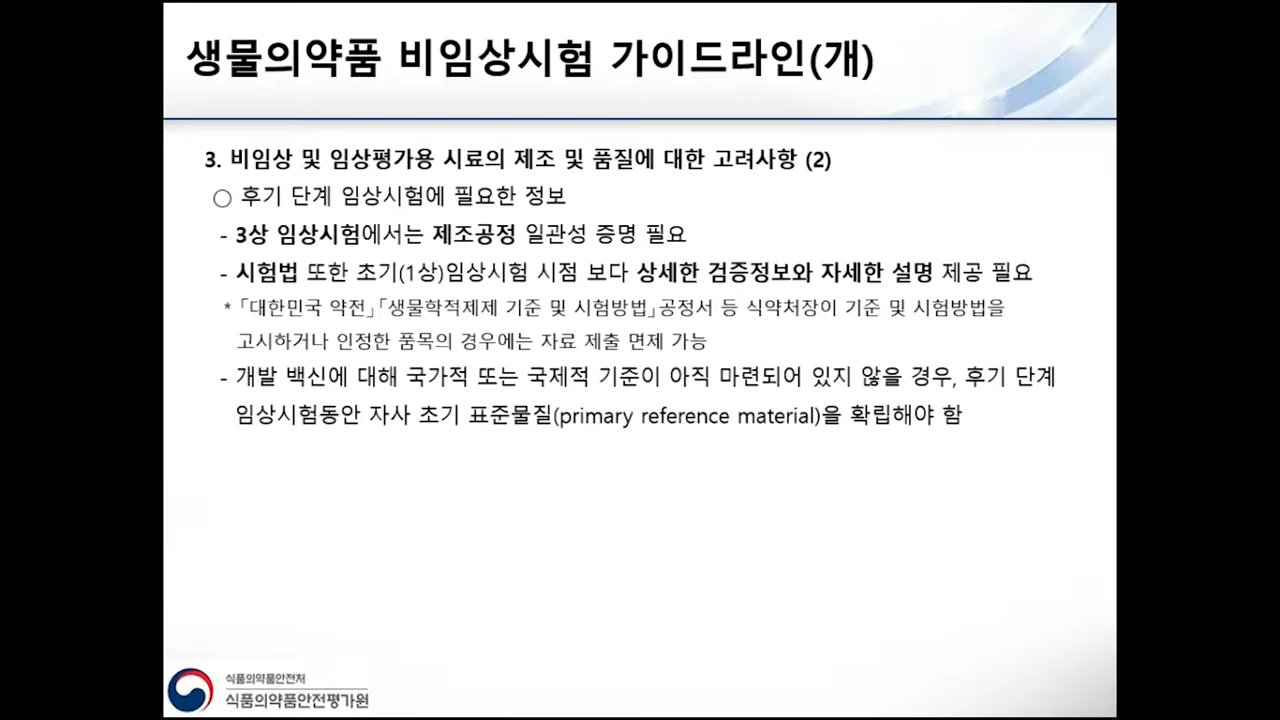 생물의약품 비임상시험 가이드라인(개)
3. 비임상 및 임상평가용 시료의 제조 및 품질에 대한 고려사항 (2)
○ 후기 단계 임상시험에 필요한 정보
- 3상 임상시험에서는 제조공정 일관성 증명 필요
- 시험법 또한 초기(1상)임상시험 시점 보다 상세한 검증정보와 자세한 설명 제공 필요
* ｢대한민국 약전｣｢생물학적제제 기준 및 시험방법｣공정서 등 식약처장이 기준 및 시험방법을
고시하거나 인정한 품목의 경우에는 자료 제출 면제 가능
- 개발 백신에 대해 국가적 또는 국제적 기준이 아직 마련되어 있지 않을 경우, 후기 단계
임상시험동안 자사 초기 표준물질(primary reference material)을 확립해야 함
식품의약품안전처
식품의약품안전평가원